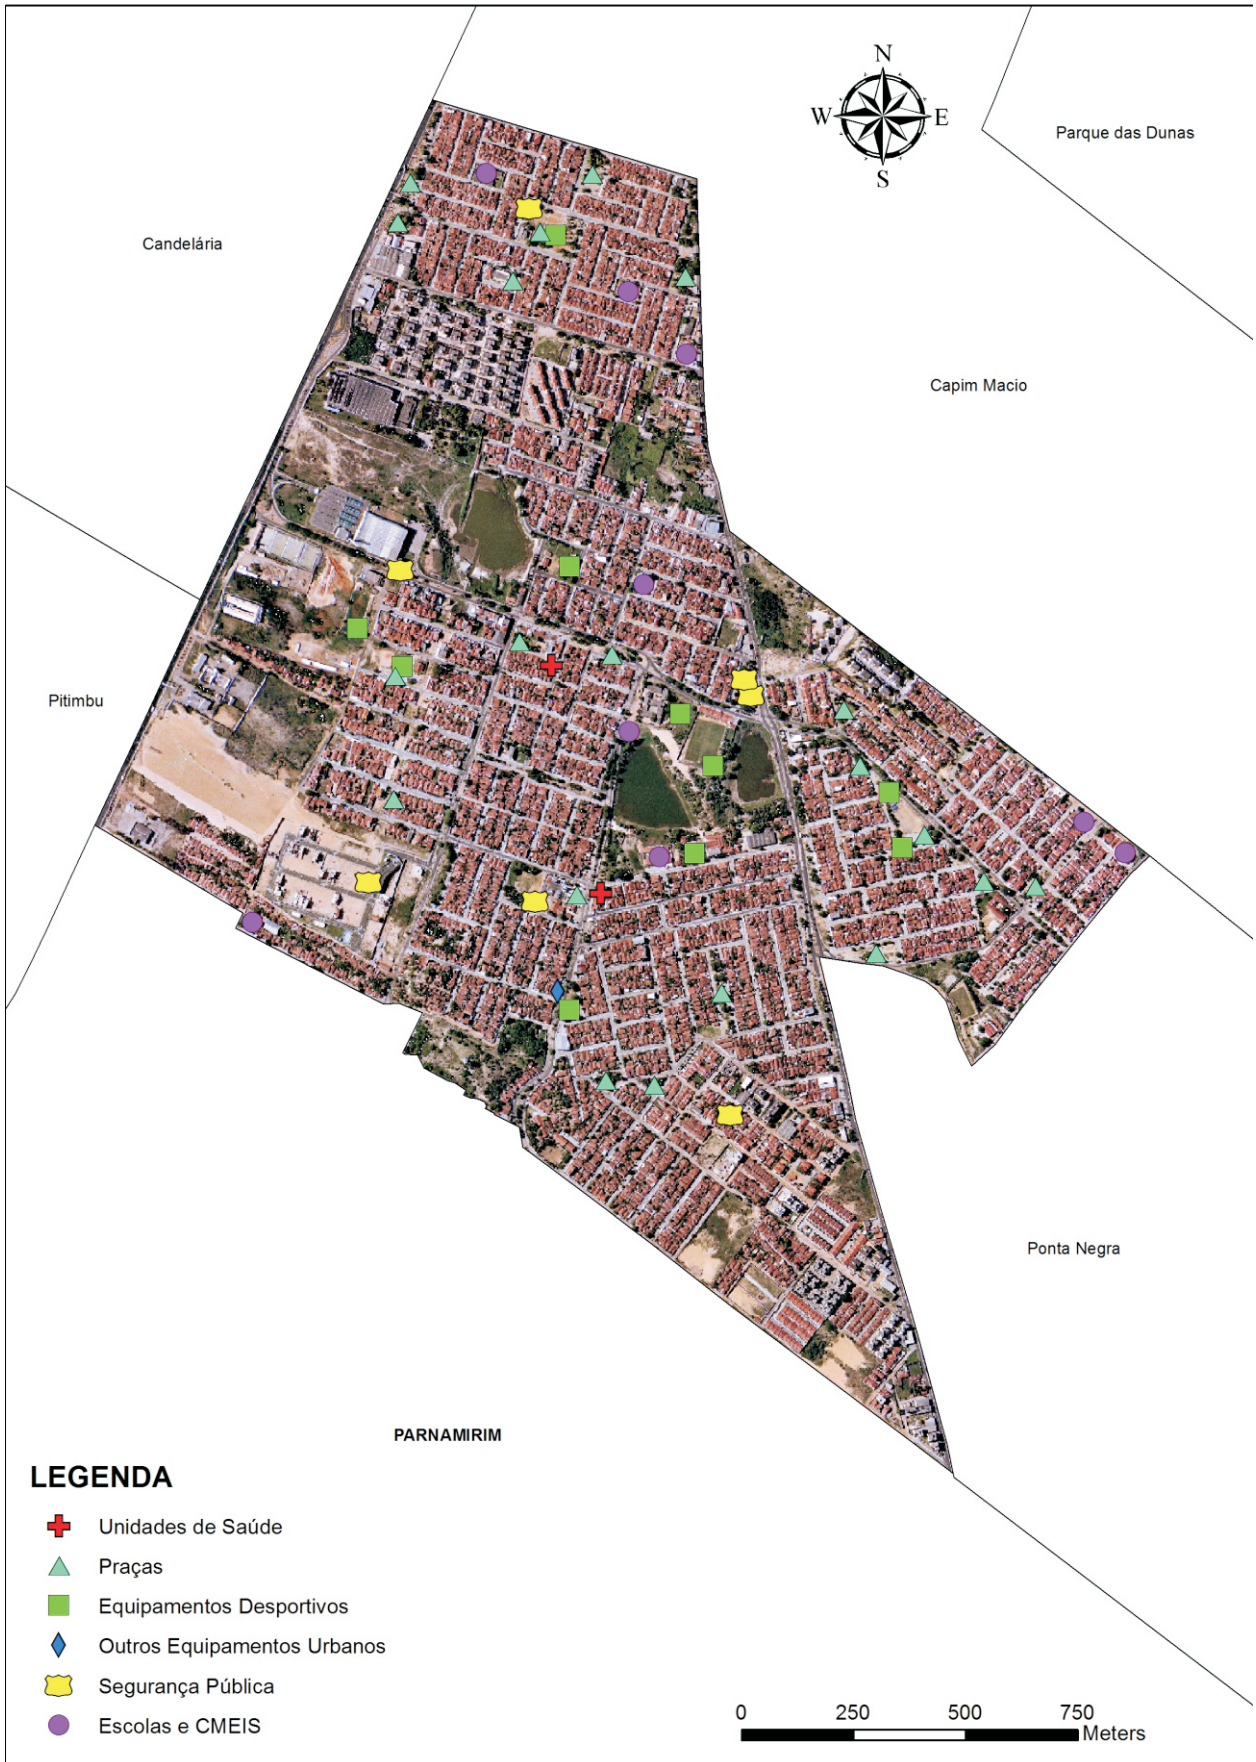 N
W E
S
Parque das Dunas
Candelária
Capim Macio
Pitimbu
Ponta Negra
PARNAMIRIM
LEGENDA
Unidades de Saúde
Praças
Equipamentos Desportivos
Outros Equipamentos Urbanos
Segurança Pública
Escolas e CMEIS
0 250 500 750
Meters